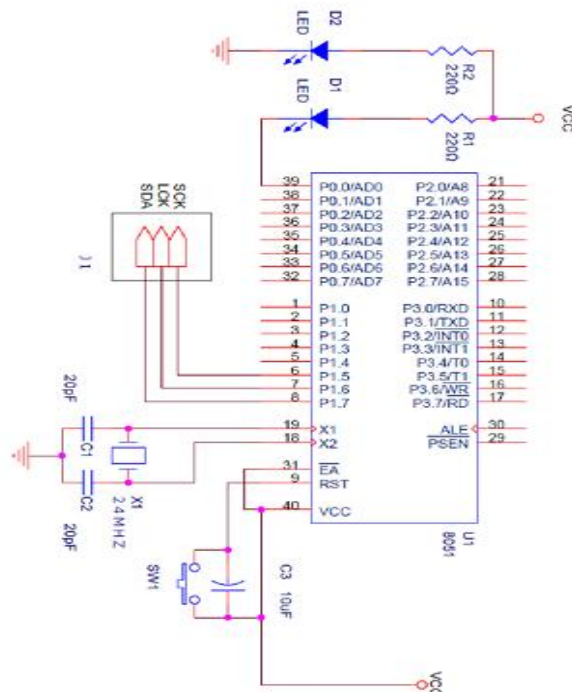 D2
LED
R2
220Ω
D1
LED
R1
220Ω
VCC
SCK
LCK
SDA
J1
39 P0.0/AD0 P2.0/A8 21
38 P0.1/AD1 P2.1/A9 22
37 P0.2/AD2 P2.2/A10 23
36 P0.3/AD3 P2.3/A11 24
35 P0.4/AD4 P2.4/A12 25
34 P0.5/AD5 P2.5/A13 26
33 P0.6/AD6 P2.6/A14 27
32 P0.7/AD7 P2.7/A15 28
1 P1.0 P3.0/RXD 10
2 P1.1 P3.1/TXD 11
3 P1.2 P3.2/INT0 12
4 P1.3 P3.3/INT1 13
5 P1.4 P3.4/T0 14
6 P1.5 P3.5/T1 15
7 P1.6 P3.6/WR 16
8 P1.7 P3.7/RD 17
19 X1 ALE 30
18 X2 PSEN 29
31 EA
9 RST
40 VCC
U1
8051
20pF
C1
C2
20pF
X1
24MHZ
SW1
C3
10uF
VCC